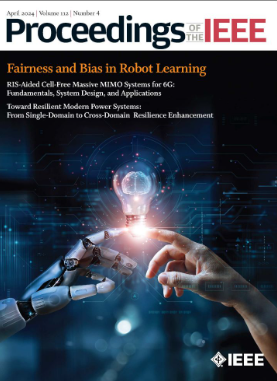 April 2024 | Volume 112 | Number 4
Proceedings OF THE IEEE
Fairness and Bias in Robot Learning
RIS-Aided Cell-Free Massive MIMO Systems for 6G:
Fundamentals, System Design, and Applications
Toward Resilient Modern Power Systems:
From Single-Domain to Cross-Domain Resilience Enhancement
IEEE